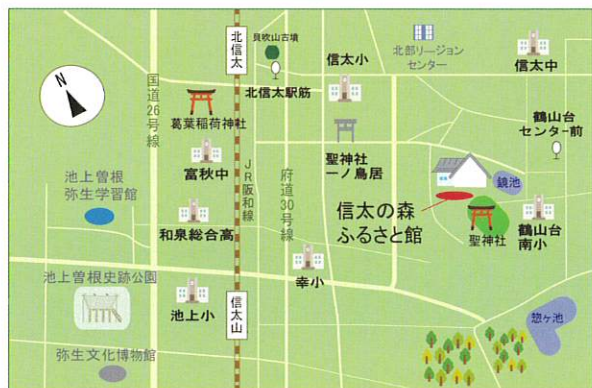 北信太
貝吹山古墳
北信太駅筋
信太小
北部リージョン
センター
信太中
N
国道26号線
葛葉稲荷神社
富秋中
JR阪和線
府道30号線
聖神社
一ノ鳥居
鶴山台
センター前
鏡池
池上曽根
弥生学習館
和泉総合高
信太の森
ふるさと館
聖神社
鶴山台
南小
池上曽根史跡公園
池上小
信太山
幸小
惣ヶ池
弥生文化博物館